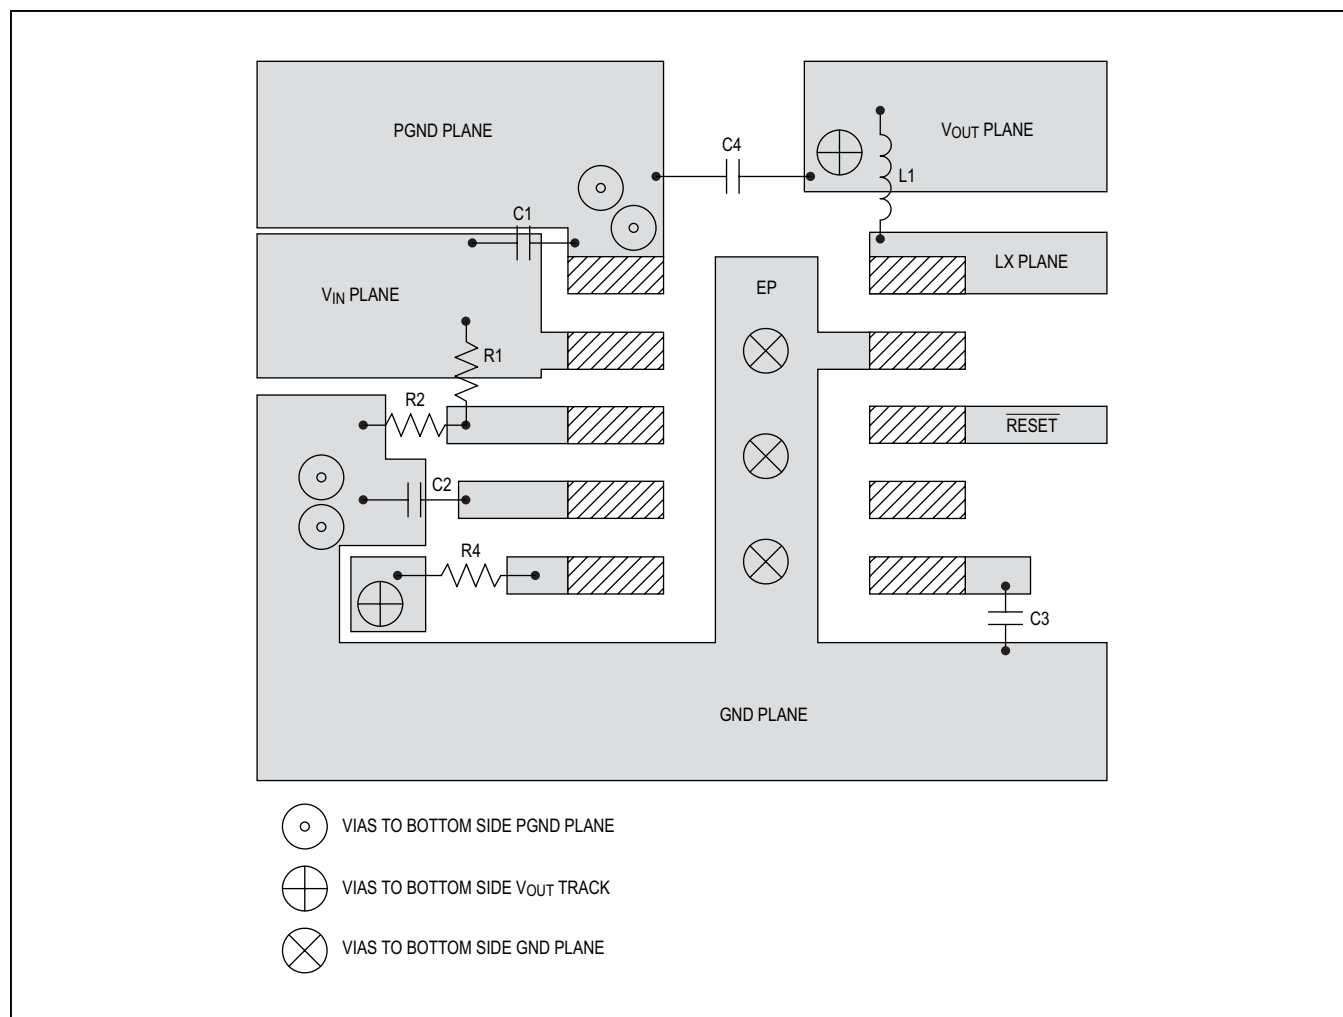 PGND PLANE
VOUT PLANE
C4
L1
C1
LX PLANE
EP
VIN PLANE
R1
R2
RESET
C2
R4
C3
GND PLANE
VIAS TO BOTTOM SIDE PGND PLANE
VIAS TO BOTTOM SIDE VOUT TRACK
VIAS TO BOTTOM SIDE GND PLANE